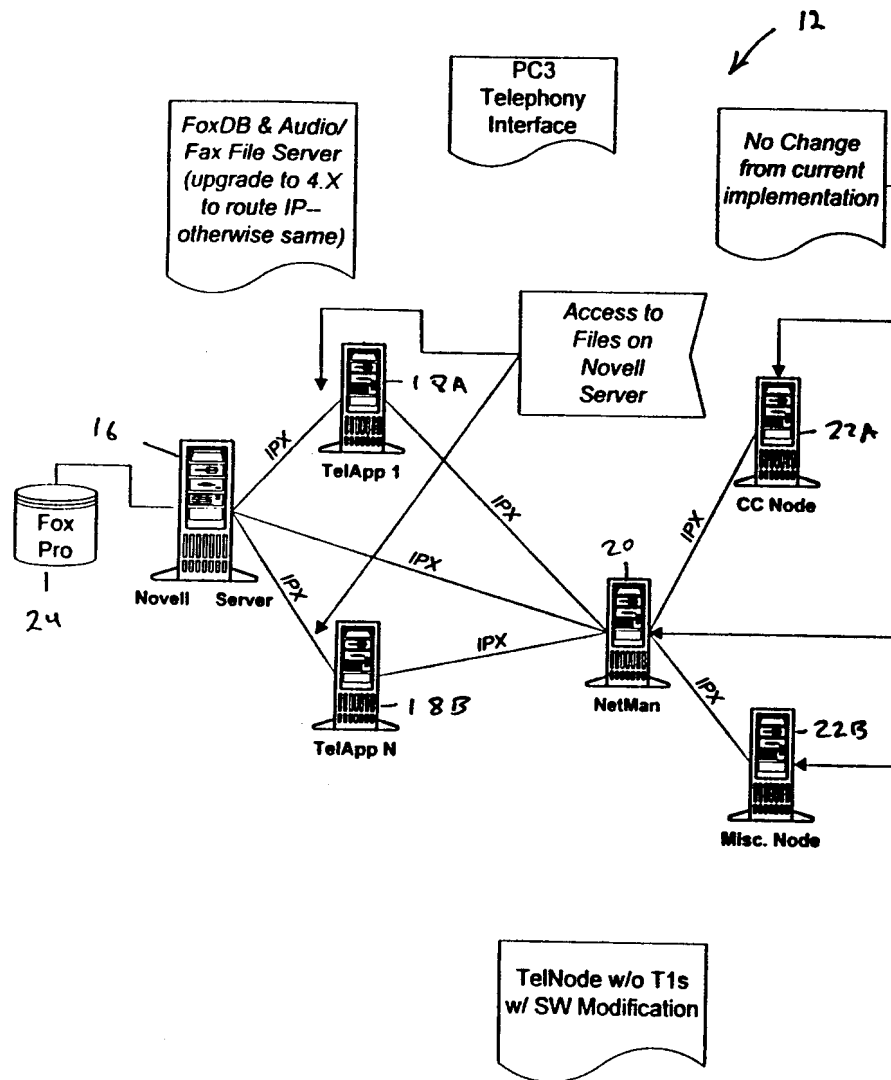 12
PC3
Telephony
Interface
FoxDB & Audio/
Fax File Server
(upgrade to 4.X
to route IP--
otherwise same)
No Change
from current
implementation
Access to
Files on
Novell
Server
18A
TelApp 1
16
IPX
Fox
Pro
24
Novell Server
IPX
IPX
IPX
20
22A
CC Node
IPX
IPX
18B
TelApp N
NetMan
IPX
22B
Misc. Node
TelNode w/o T1s
w/ SW Modification